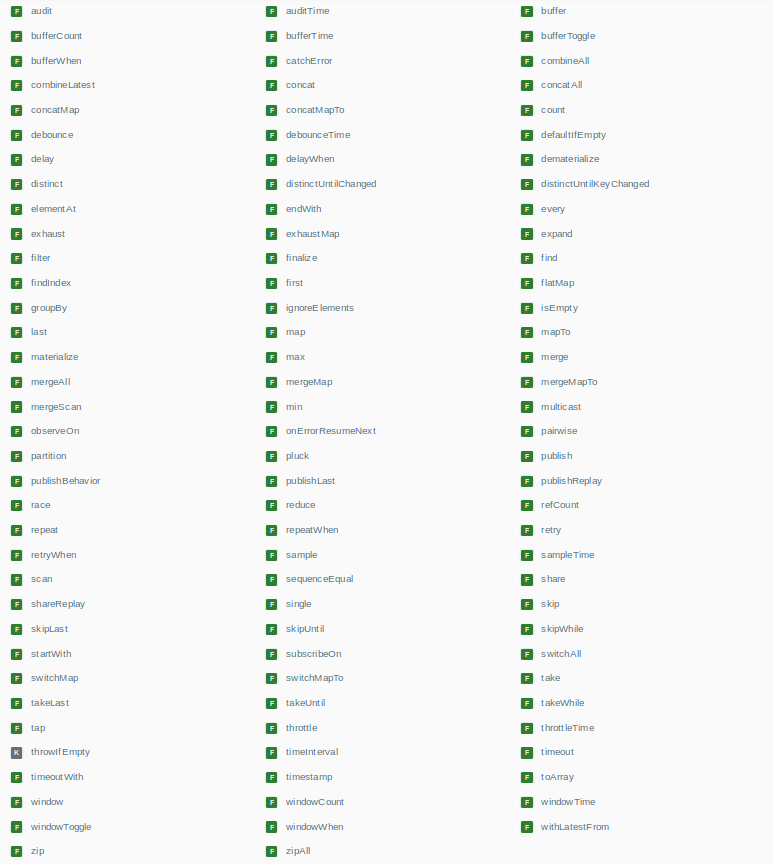 F audit F auditTime F buffer
F bufferCount F bufferTime F bufferToggle
F bufferWhen F catchError F combineAll
F combineLatest F concat F concatAll
F concatMap F concatMapTo F count
F debounce F debounceTime F defaultIfEmpty
F delay F delayWhen F dematerialize
F distinct F distinctUntilChanged F distinctUntilKeyChanged
F elementAt F endWith F every
F exhaust F exhaustMap F expand
F filter F finalize F find
F findIndex F first F flatMap
F groupBy F ignoreElements F isEmpty
F last F map F mapTo
F materialize F max F merge
F mergeAll F mergeMap F mergeMapTo
F mergeScan F min F multicast
F observeOn F onErrorResumeNext F pairwise
F partition F pluck F publish
F publishBehavior F publishLast F publishReplay
F race F reduce F refCount
F repeat F repeatWhen F retry
F retryWhen F sample F sampleTime
F scan F sequenceEqual F share
F shareReplay F single F skip
F skipLast F skipUntil F skipWhile
F startWith F subscribeOn F switchAll
F switchMap F switchMapTo F take
F takeLast F takeUntil F takeWhile
F tap F throttle F throttleTime
K throwIfEmpty F timeInterval F timeout
F timeoutWith F timestamp F toArray
F window F windowCount F windowTime
F windowToggle F windowWhen F withLatestFrom
F zip F zipAll